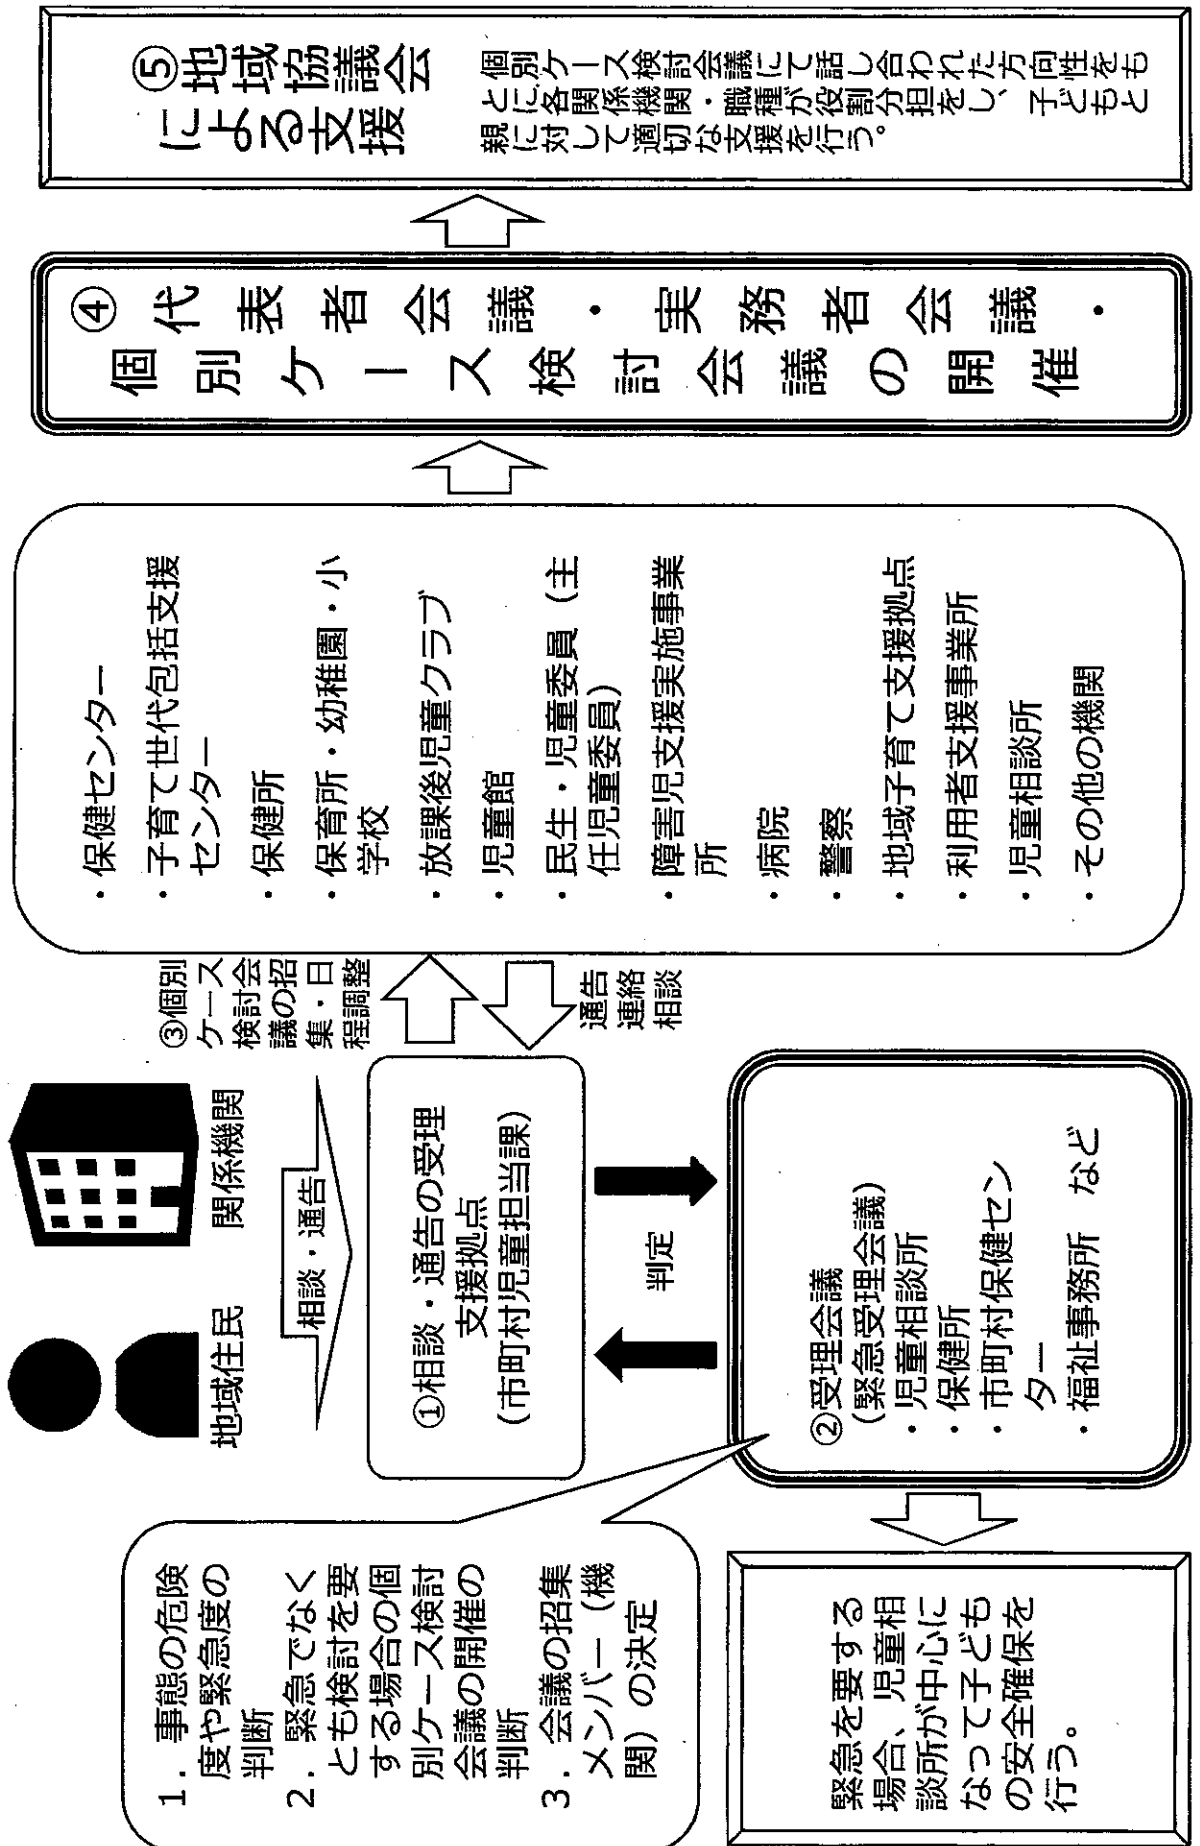 地域住民
関係機関
相談・通告
①相談・通告の受理
支援拠点
(市町村児童担当課)
判定
②受理会議
(緊急受理会議)
・児童相談所
・保健所
・市町村保健セン
ター
・福祉事務所 など
1．事態の危険
度や緊急度の
判断
2．緊急でなく
とも検討を要
する場合の個
別ケース検討
会議の開催の
判断
3．会議の招集
メンバー（機
関）の決定
緊急を要する
場合、児童相
談所が中心に
なって子ども
の安全確保を
行う。
③個別
ケース
検討会
議の招
集・日
程調整
通告
連絡
相談
・保健センター
・子育て世代包括支援
センター
・保健所
・保育所・幼稚園・小
学校
・放課後児童クラブ
・児童館
・民生・児童委員（主
任児童委員）
・障害児支援実施事業
所
・病院
・警察
・地域子育て支援拠点
・利用者支援事業所
・児童相談所
・その他の機関
④代表者会議・実務者会議・
個別ケース検討会議の開催
⑤地域協議会
による支援
個別ケース検討会議にて話し合われた方向性をも
とに各関係機関・職種が役割分担をし、子どもと
親に対して適切な支援を行う。